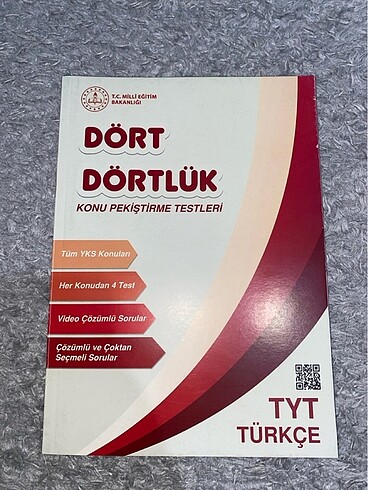 T.C. MİLLÎ EĞİTİM
BAKANLIĞI
DÖRT
DÖRTLÜK
KONU PEKİŞTİRME TESTLERİ
Tüm YKS Konuları
Her Konudan 4 Test
Video Çözümlü Sorular
Çözümlü ve Çoktan
Seçmeli Sorular
TYT
TÜRKÇE